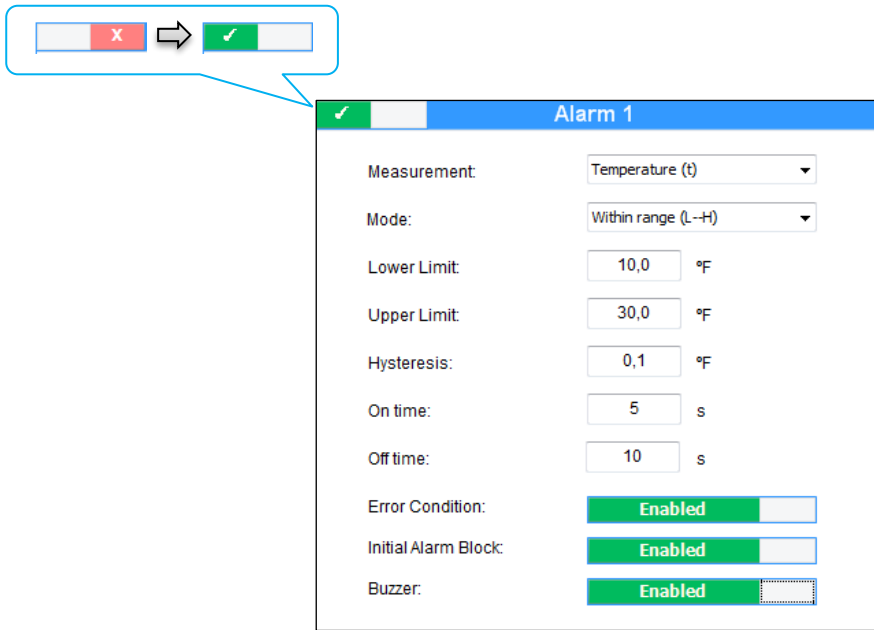 X ✓
✓ Alarm 1
Measurement: Temperature (t)
Mode: Within range (L--H)
Lower Limit: 10,0 ºF
Upper Limit: 30,0 ºF
Hysteresis: 0,1 ºF
On time: 5 s
Off time: 10 s
Error Condition: Enabled
Initial Alarm Block: Enabled
Buzzer: Enabled